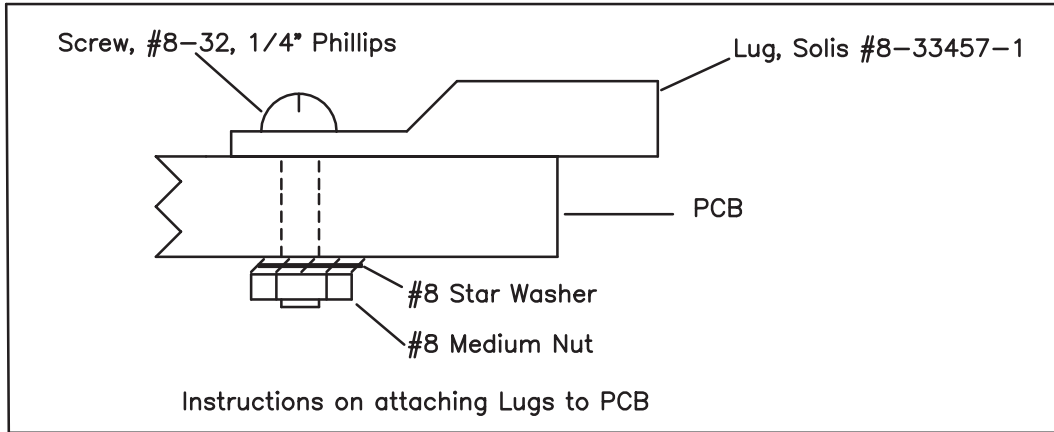 Screw, #8-32, 1/4" Phillips
Lug, Solis #8-33457-1
PCB
#8 Star Washer
#8 Medium Nut
Instructions on attaching Lugs to PCB